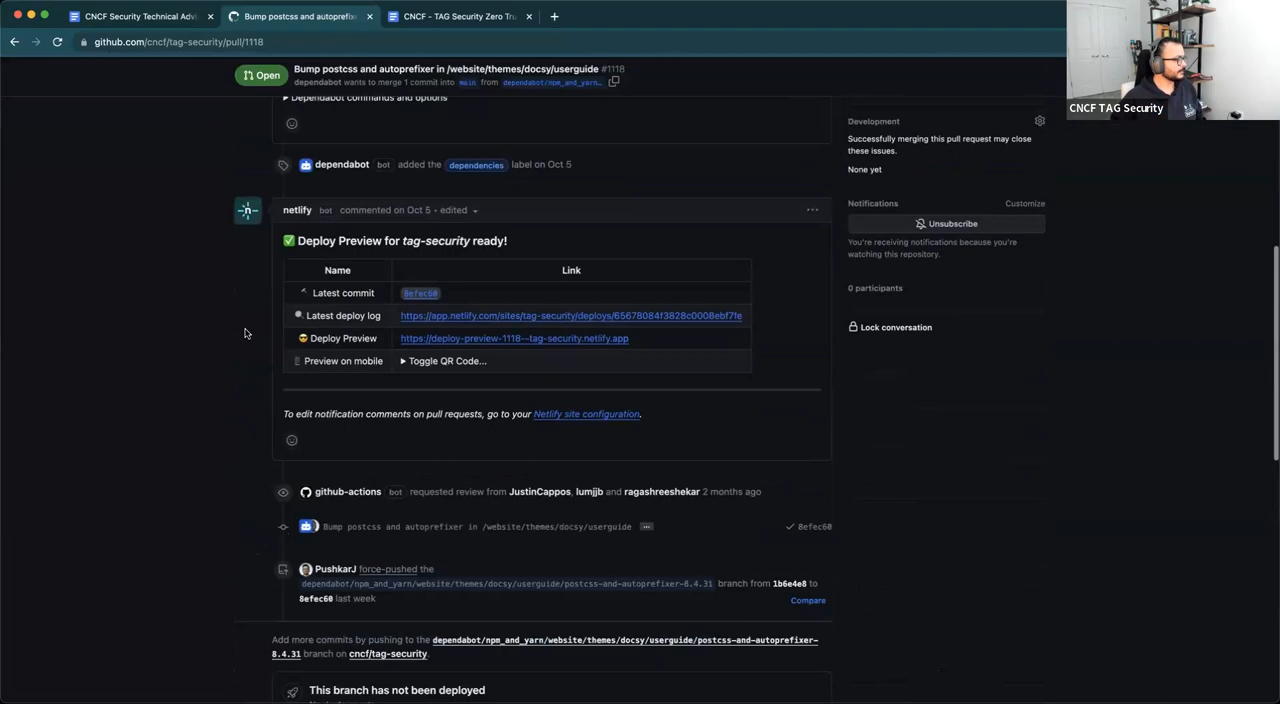 CNCF Security Technical Advi
Bump postcss and autoprefix
CNCF - TAG Security Zero Tru
github.com/cncf/tag-security/pull/1118
Open
Bump postcss and autoprefixer in /website/themes/docsy/userguide #1118
dependabot wants to merge 1 commit into main from dependabot/npm_and_yarn…
CNCF TAG Security
Dependabot commands and options
dependabot bot added the dependencies label on Oct 5
netlify bot commented on Oct 5 • edited
Deploy Preview for tag-security ready!
Name Link
Latest commit 8efec60
Latest deploy log https://app.netlify.com/sites/tag-security/deploys/65678084f3828c0008ebf7fe
Deploy Preview https://deploy-preview-1118--tag-security.netlify.app
Preview on mobile Toggle QR Code...
To edit notification comments on pull requests, go to your Netlify site configuration.
github-actions bot requested review from JustinCappos, lumjjb and ragashreeshekar 2 months ago
Bump postcss and autoprefixer in /website/themes/docsy/userguide ... 8efec60
PushkarJ force-pushed the
dependabot/npm_and_yarn/website/themes/docsy/userguide/postcss-and-autoprefixer-8.4.31 branch from 1b6e4e8 to
8efec60 last week
Compare
Add more commits by pushing to the dependabot/npm_and_yarn/website/themes/docsy/userguide/postcss-and-autoprefixer-
8.4.31 branch on cncf/tag-security.
This branch has not been deployed
Development
Successfully merging this pull request may close
these issues.
None yet
Notifications Customize
Unsubscribe
You're receiving notifications because you're
watching this repository.
0 participants
Lock conversation